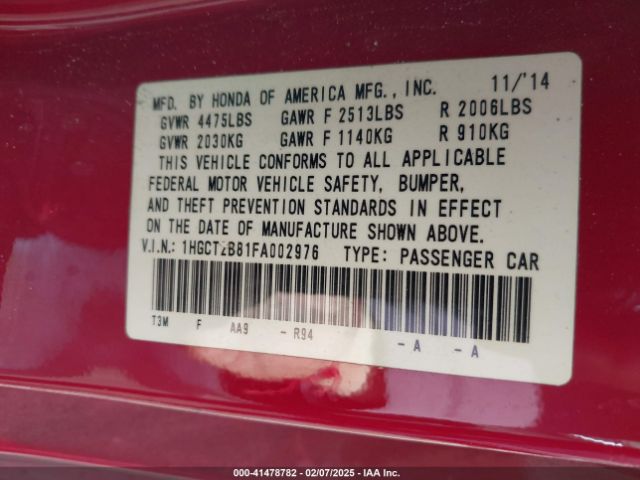 MFD. BY HONDA OF AMERICA MFG., INC. 11/'14
GVWR 4475LBS GAWR F 2513LBS R 2006LBS
GVWR 2030KG GAWR F 1140KG R 910KG
THIS VEHICLE CONFORMS TO ALL APPLICABLE
FEDERAL MOTOR VEHICLE SAFETY, BUMPER,
AND THEFT PREVENTION STANDARDS IN EFFECT
ON THE DATE OF MANUFACTURE SHOWN ABOVE.
V.I.N.: 1HGCT2B81FA002976 TYPE: PASSENGER CAR
T3M F AA9 - R94 - A - A
000-41478782 - 02/07/2025 - IAA Inc.